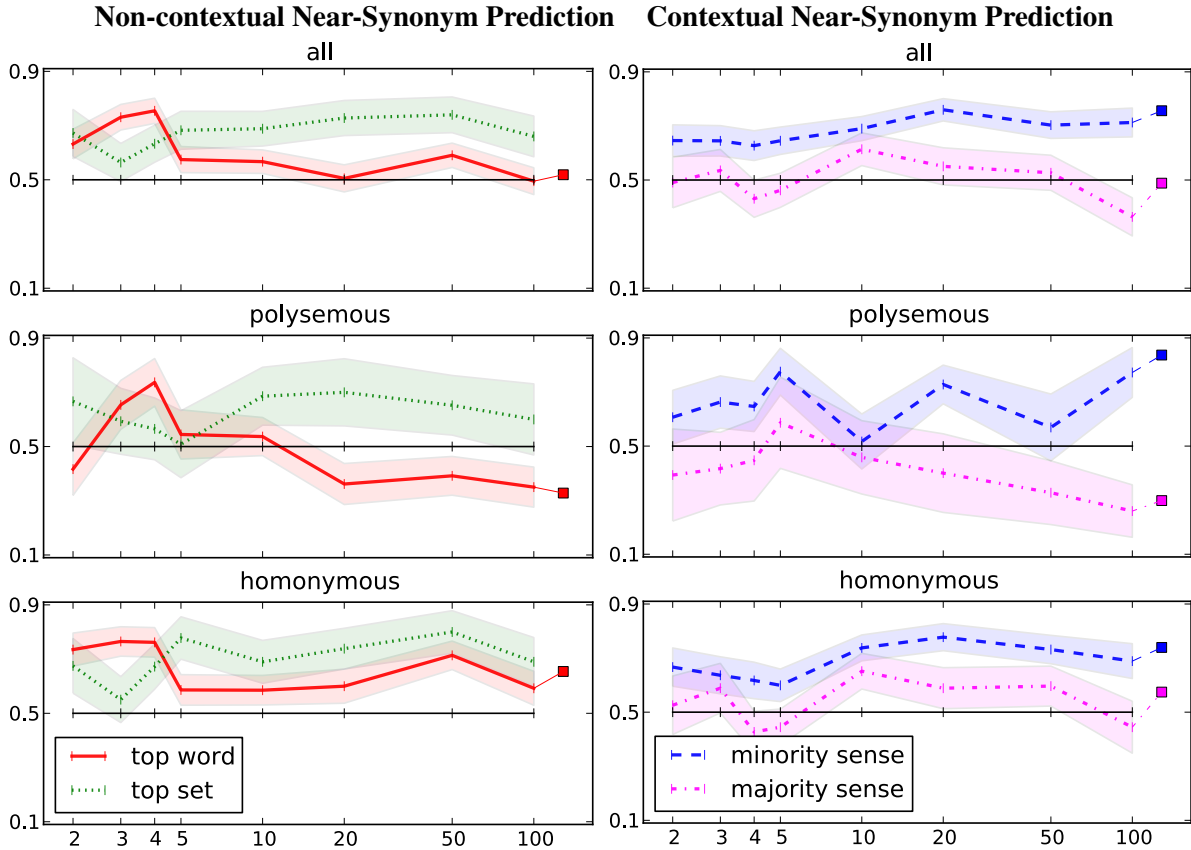 Non-contextual Near-Synonym Prediction
Contextual Near-Synonym Prediction
all
0.9
0.5
0.1
all
0.9
0.5
0.1
polysemous
0.9
0.5
0.1
polysemous
0.9
0.5
0.1
homonymous
0.9
0.5
0.1
top word
top set
2 3 4 5 10 20 50 100
homonymous
0.9
0.5
0.1
minority sense
majority sense
2 3 4 5 10 20 50 100